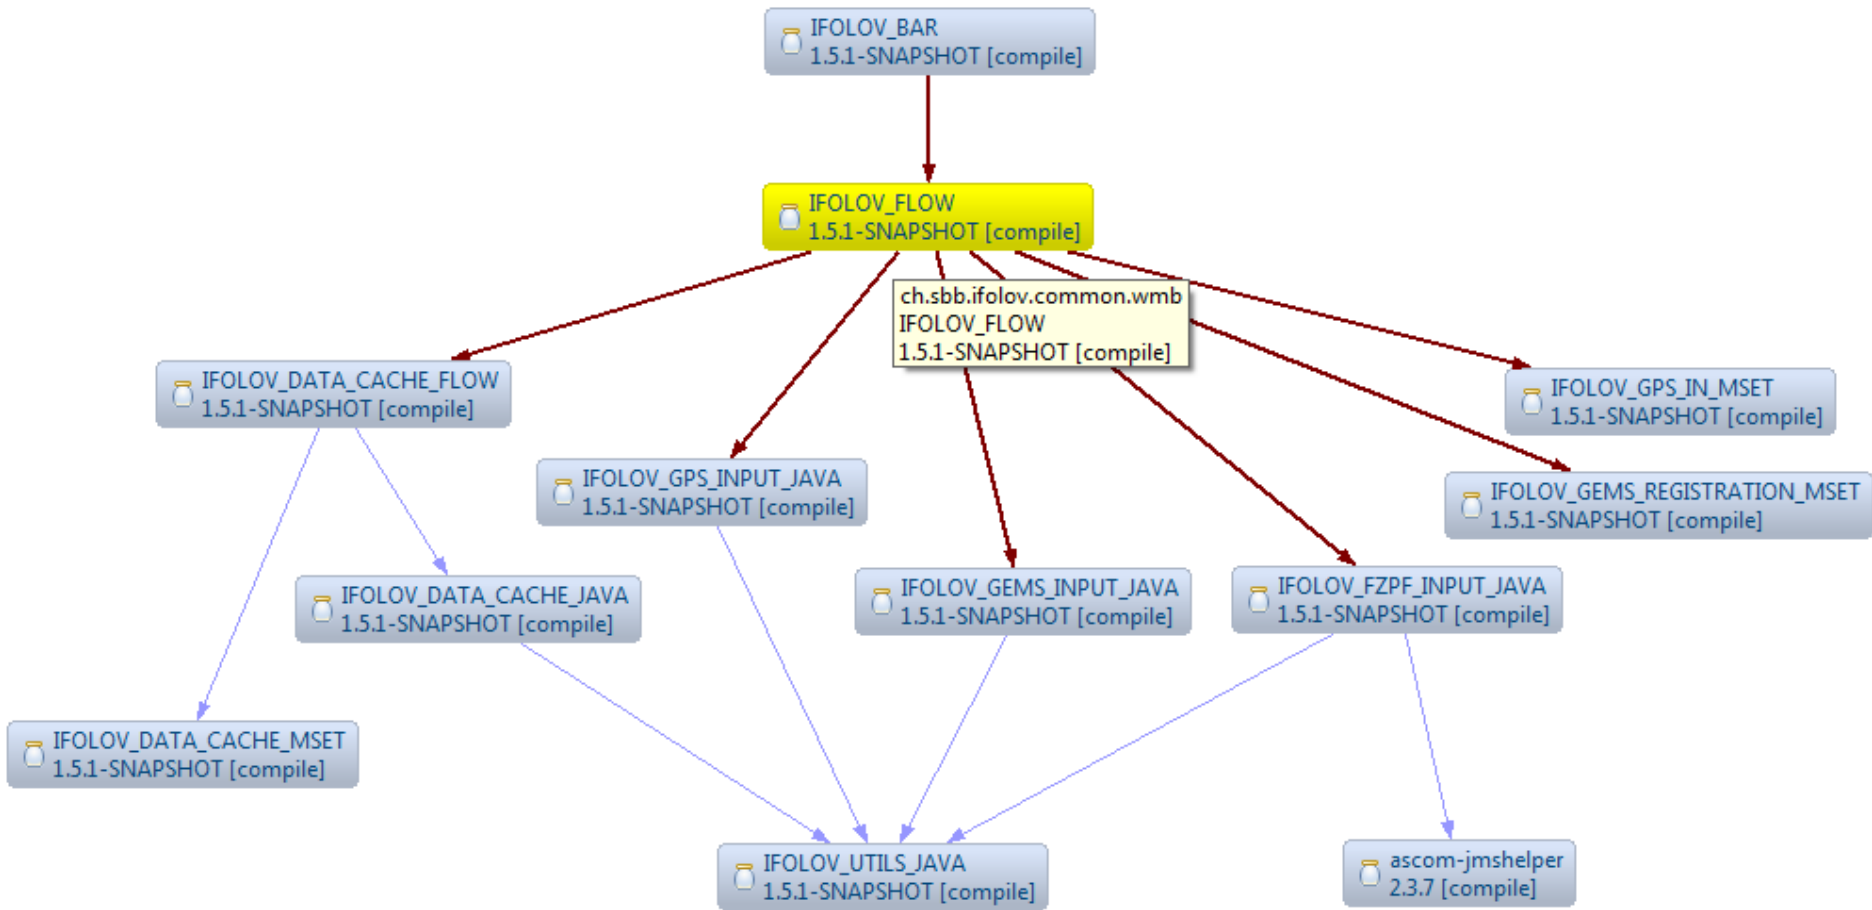 IFOLOV_BAR
1.5.1-SNAPSHOT [compile]
IFOLOV_FLOW
1.5.1-SNAPSHOT [compile]
ch.sbb.ifolov.common.wmb
IFOLOV_FLOW
1.5.1-SNAPSHOT [compile]
IFOLOV_DATA_CACHE_FLOW
1.5.1-SNAPSHOT [compile]
IFOLOV_GPS_IN_MSET
1.5.1-SNAPSHOT [compile]
IFOLOV_GPS_INPUT_JAVA
1.5.1-SNAPSHOT [compile]
IFOLOV_GEMS_REGISTRATION_MSET
1.5.1-SNAPSHOT [compile]
IFOLOV_DATA_CACHE_JAVA
1.5.1-SNAPSHOT [compile]
IFOLOV_GEMS_INPUT_JAVA
1.5.1-SNAPSHOT [compile]
IFOLOV_FZPF_INPUT_JAVA
1.5.1-SNAPSHOT [compile]
IFOLOV_DATA_CACHE_MSET
1.5.1-SNAPSHOT [compile]
IFOLOV_UTILS_JAVA
1.5.1-SNAPSHOT [compile]
ascom-jmshelper
2.3.7 [compile]